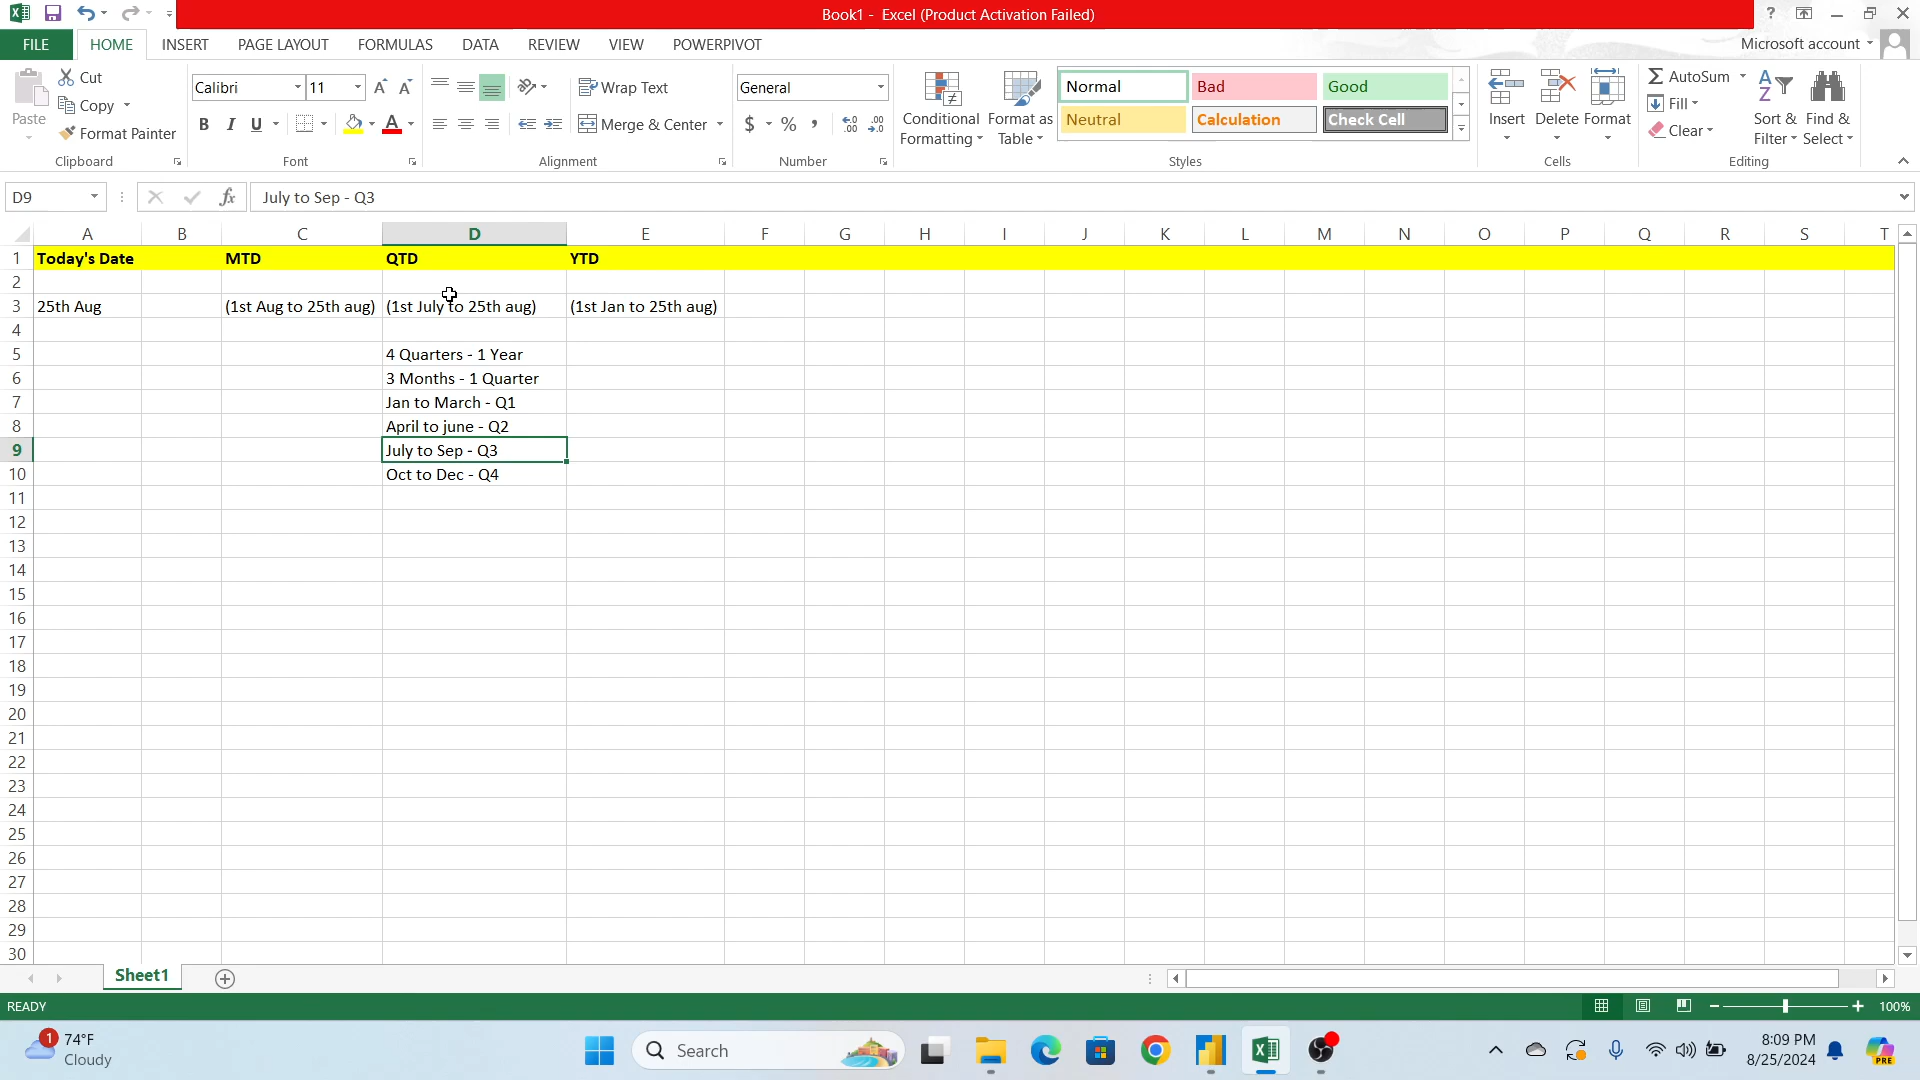 Book1 - Excel (Product Activation Failed)
FILE HOME INSERT PAGE LAYOUT FORMULAS DATA REVIEW VIEW POWERPIVOT Microsoft account
Paste
Cut
Copy
Format Painter
Clipboard
Calibri 11
B I U A
Font
Wrap Text
Merge & Center
Alignment
General
$ % ,
Number
Conditional Formatting
Format as Table
Normal Bad Good
Neutral Calculation Check Cell
Styles
Insert Delete Format
Cells
AutoSum
Fill
Clear
Sort & Filter
Find & Select
Editing
D9 fx July to Sep - Q3
A B C D E F G H I J K L M N O P Q R S T
1 Today's Date MTD QTD YTD
2
3 25th Aug (1st Aug to 25th aug) (1st July to 25th aug) (1st Jan to 25th aug)
4
5 4 Quarters - 1 Year
6 3 Months - 1 Quarter
7 Jan to March - Q1
8 April to june - Q2
9 July to Sep - Q3
10 Oct to Dec - Q4
11
12
13
14
15
16
17
18
19
20
21
22
23
24
25
26
27
28
29
30
Sheet1
READY 100%
1 74°F
Cloudy
Search
8:09 PM
8/25/2024
PRE